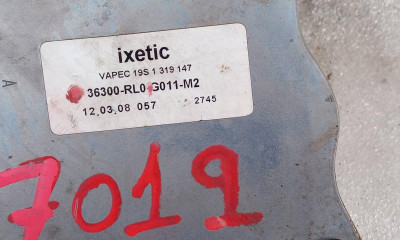 ixetic
VAPEC 19S 1 319 147
36300-RL0-G011-M2
12.03.08 057 2745
A
7019